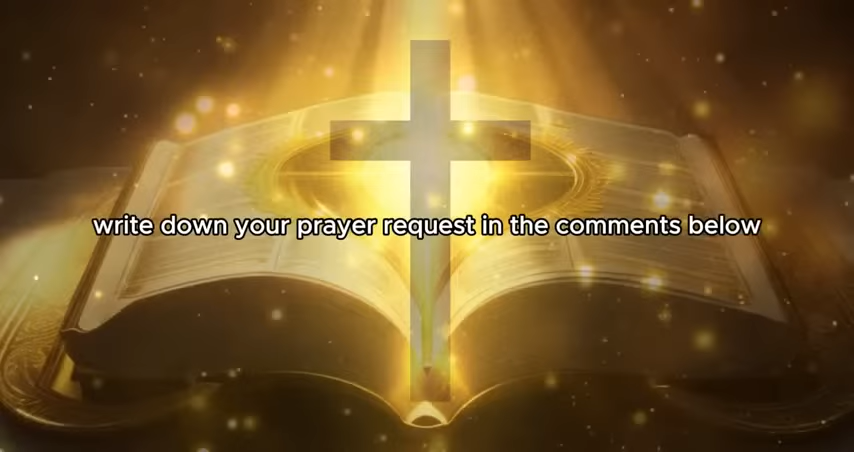 write down your prayer request in the comments below